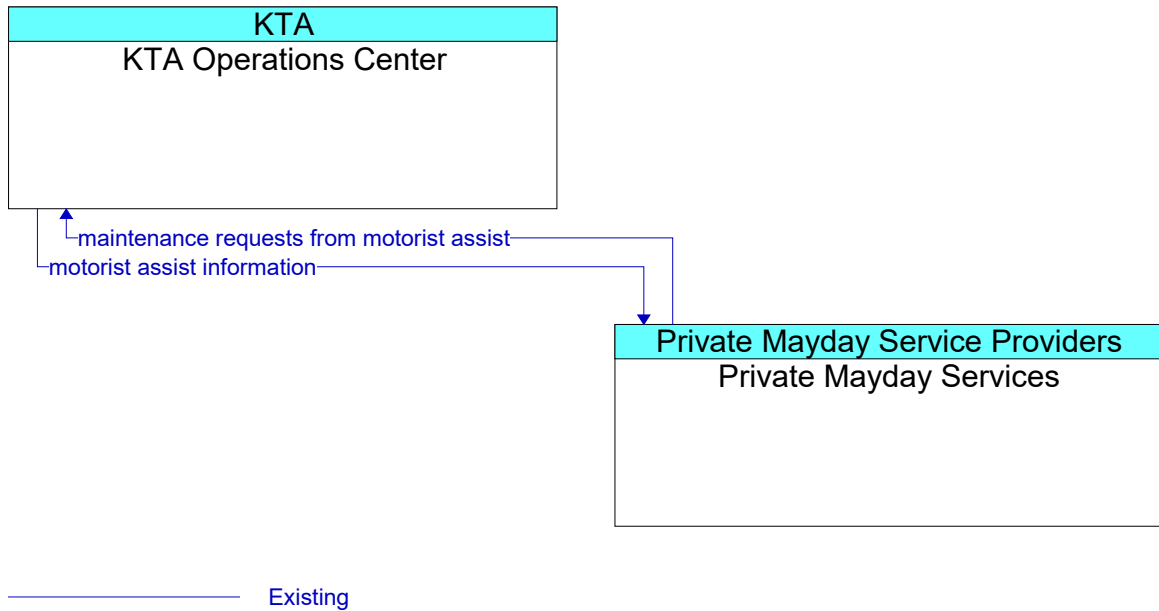 KTA
KTA Operations Center
maintenance requests from motorist assist
motorist assist information
Private Mayday Service Providers
Private Mayday Services
Existing